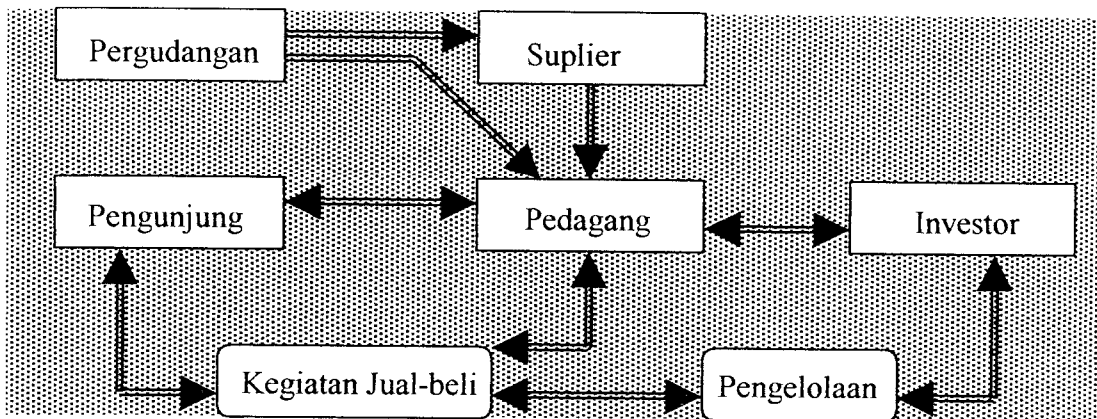 Pergudangan
Suplier
Pengunjung
Pedagang
Investor
Kegiatan Jual-beli
Pengelolaan